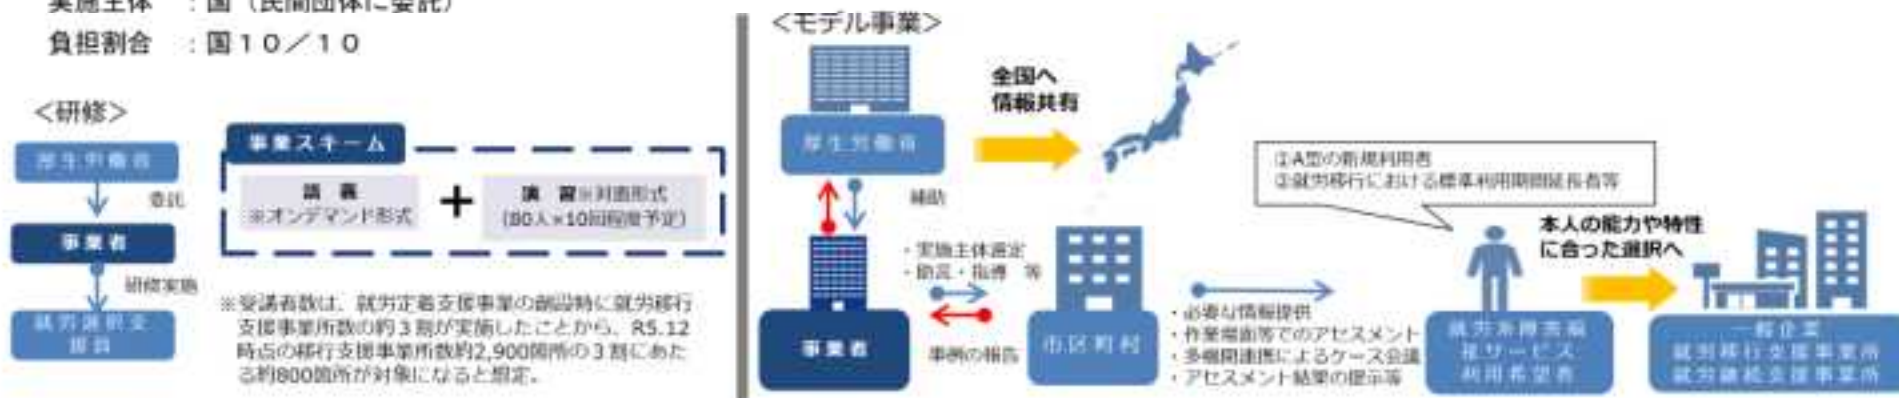 実施主体　：国（民間団体に委託）
負担割合　：国１０／１０
＜研修＞
厚生労働省
委託
事業者
研修実施
就労選択支
援員
事業スキーム
講　義
※オンデマンド形式
＋
演　習※対面形式
(80人×10回程度予定)
※受講者数は、就労定着支援事業の創設時に就労移行
支援事業所数の約３割が実施したことから、R5.12
時点の移行支援事業所数約2,900箇所の３割にあた
る約800箇所が対象になると想定。
＜モデル事業＞
厚生労働省
全国へ
情報共有
補助
事業者
・実施主体選定
・助言・指導　等
事例の報告
市区町村
・必要な情報提供
・作業場面等でのアセスメント
・多機関連携によるケース会議
・アセスメント結果の提示等
①A型の新規利用者
②就労移行における標準利用期間延長者等
就労系障害福
祉サービス
利用希望者
本人の能力や特性
に合った選択へ
一般企業
就労移行支援事業所
就労継続支援事業所